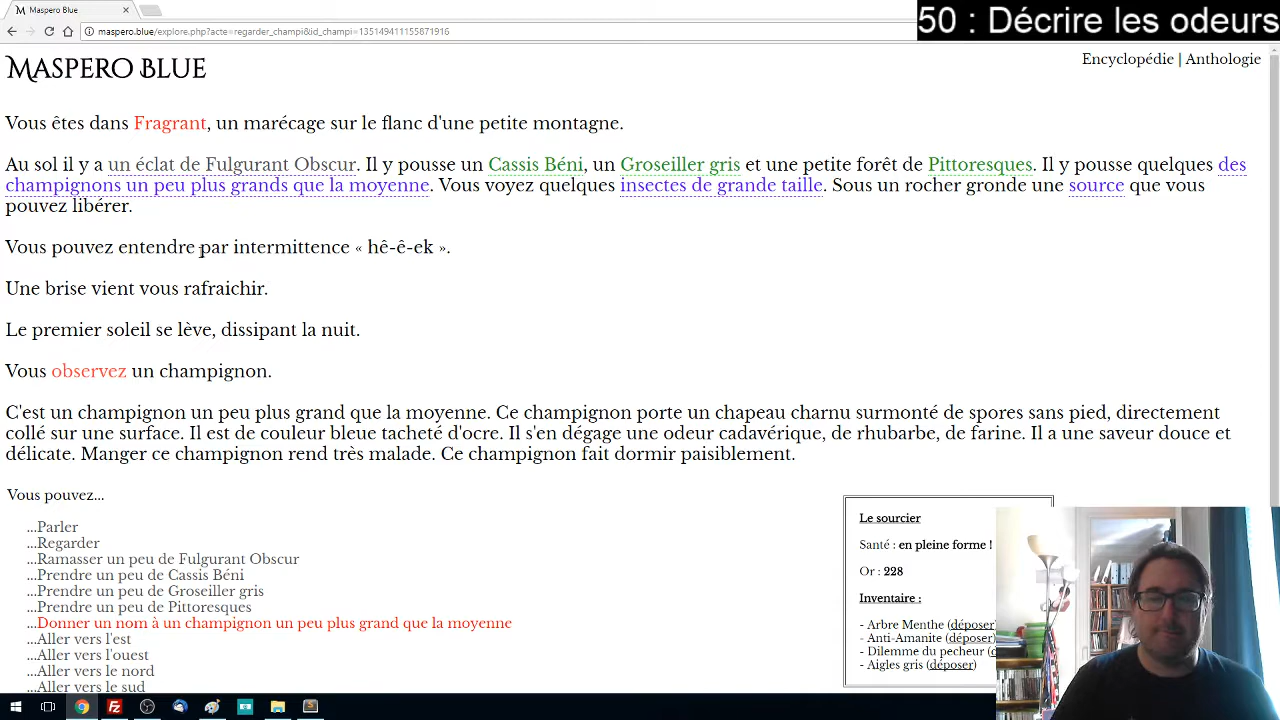 Maspero Blue
50 : Décrire les odeurs
maspero.blue/explore.php?acte=regarder_champi&id_champi=135149411155871916
Maspero Blue
Encyclopédie | Anthologie
Vous êtes dans Fragrant, un marécage sur le flanc d'une petite montagne.
Au sol il y a un éclat de Fulgurant Obscur. Il y pousse un Cassis Béni, un Groseiller gris et une petite forêt de Pittoresques. Il y pousse quelques des
champignons un peu plus grands que la moyenne. Vous voyez quelques insectes de grande taille. Sous un rocher gronde une source que vous
pouvez libérer.
Vous pouvez entendre par intermittence « hê-ê-ek ».
Une brise vient vous rafraichir.
Le premier soleil se lève, dissipant la nuit.
Vous observez un champignon.
C'est un champignon un peu plus grand que la moyenne. Ce champignon porte un chapeau charnu surmonté de spores sans pied, directement
collé sur une surface. Il est de couleur bleue tacheté d'ocre. Il s'en dégage une odeur cadavérique, de rhubarbe, de farine. Il a une saveur douce et
délicate. Manger ce champignon rend très malade. Ce champignon fait dormir paisiblement.
Vous pouvez...
...Parler
...Regarder
...Ramasser un peu de Fulgurant Obscur
...Prendre un peu de Cassis Béni
...Prendre un peu de Groseiller gris
...Prendre un peu de Pittoresques
...Donner un nom à un champignon un peu plus grand que la moyenne
...Aller vers l'est
...Aller vers l'ouest
...Aller vers le nord
...Aller vers le sud
Le sourcier
Santé : en pleine forme !
Or : 228
Inventaire :
- Arbre Menthe (déposer)
- Anti-Amanite (déposer)
- Dilemme du pecheur (d
- Aigles gris (déposer)